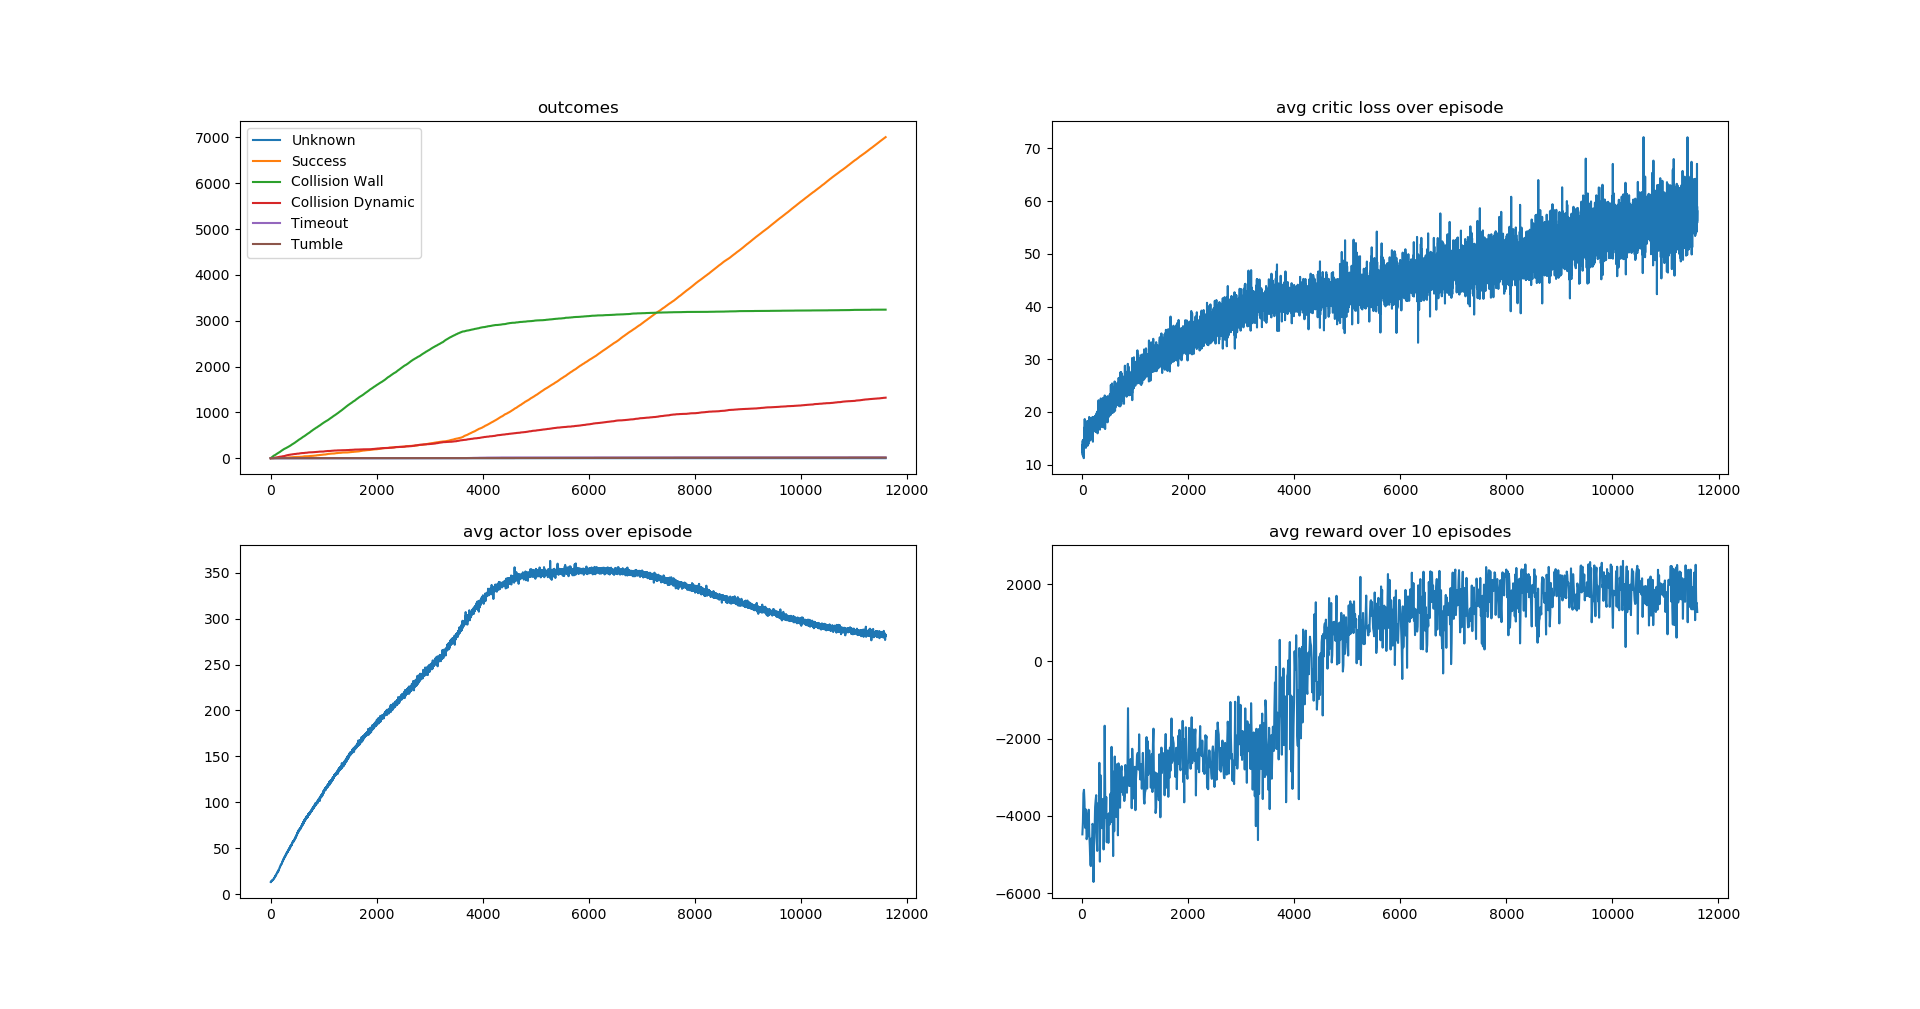 outcomes
7000
6000
5000
4000
3000
2000
1000
0
Unknown
Success
Collision Wall
Collision Dynamic
Timeout
Tumble
0 2000 4000 6000 8000 10000 12000
avg critic loss over episode
70
60
50
40
30
20
10
0 2000 4000 6000 8000 10000 12000
avg actor loss over episode
350
300
250
200
150
100
50
0
0 2000 4000 6000 8000 10000 12000
avg reward over 10 episodes
2000
0
−2000
−4000
−6000
0 2000 4000 6000 8000 10000 12000